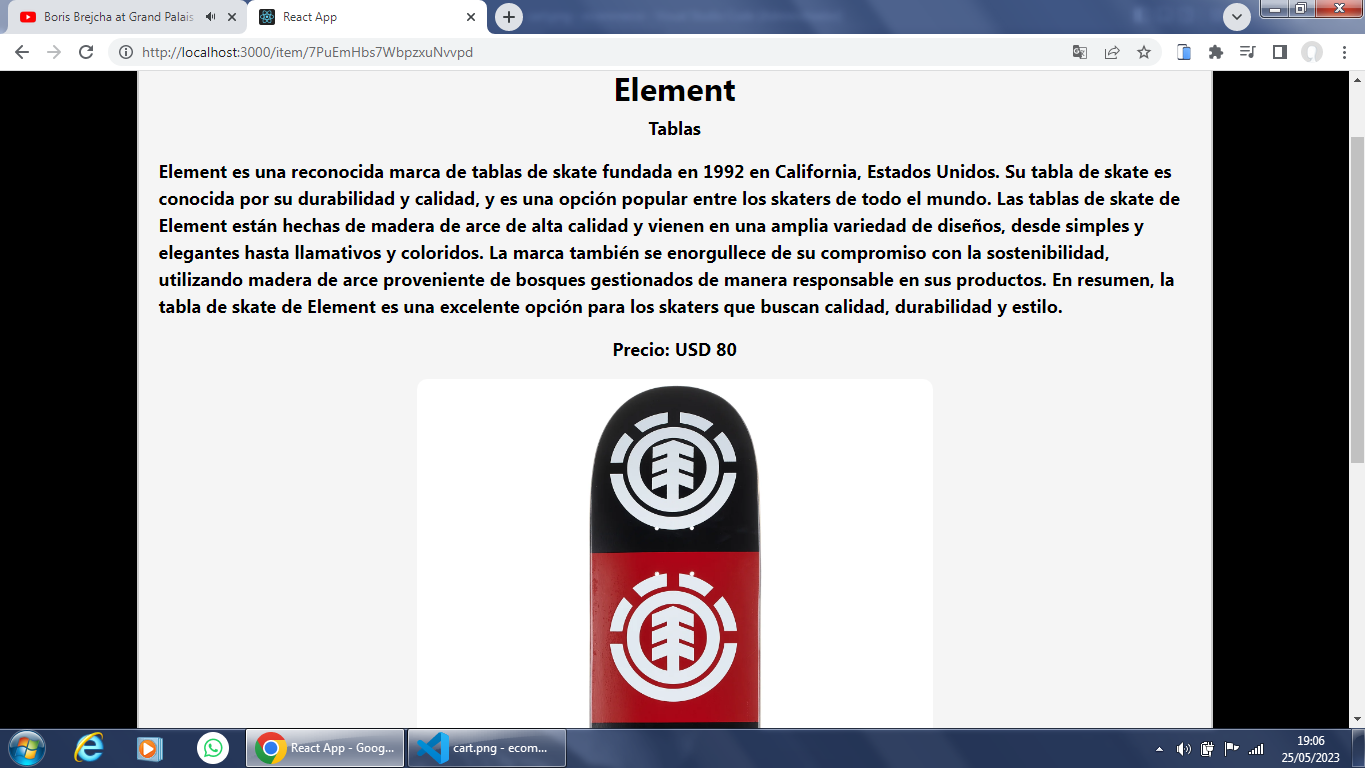 Boris Brejcha at Grand Palais
React App
http://localhost:3000/item/7PuEmHbs7WbpzxuNvvpd
Element
Tablas
Element es una reconocida marca de tablas de skate fundada en 1992 en California, Estados Unidos. Su tabla de skate es
conocida por su durabilidad y calidad, y es una opción popular entre los skaters de todo el mundo. Las tablas de skate de
Element están hechas de madera de arce de alta calidad y vienen en una amplia variedad de diseños, desde simples y
elegantes hasta llamativos y coloridos. La marca también se enorgullece de su compromiso con la sostenibilidad,
utilizando madera de arce proveniente de bosques gestionados de manera responsable en sus productos. En resumen, la
tabla de skate de Element es una excelente opción para los skaters que buscan calidad, durabilidad y estilo.
Precio: USD 80
React App - Goog...
cart.png - ecom...
19:06
25/05/2023